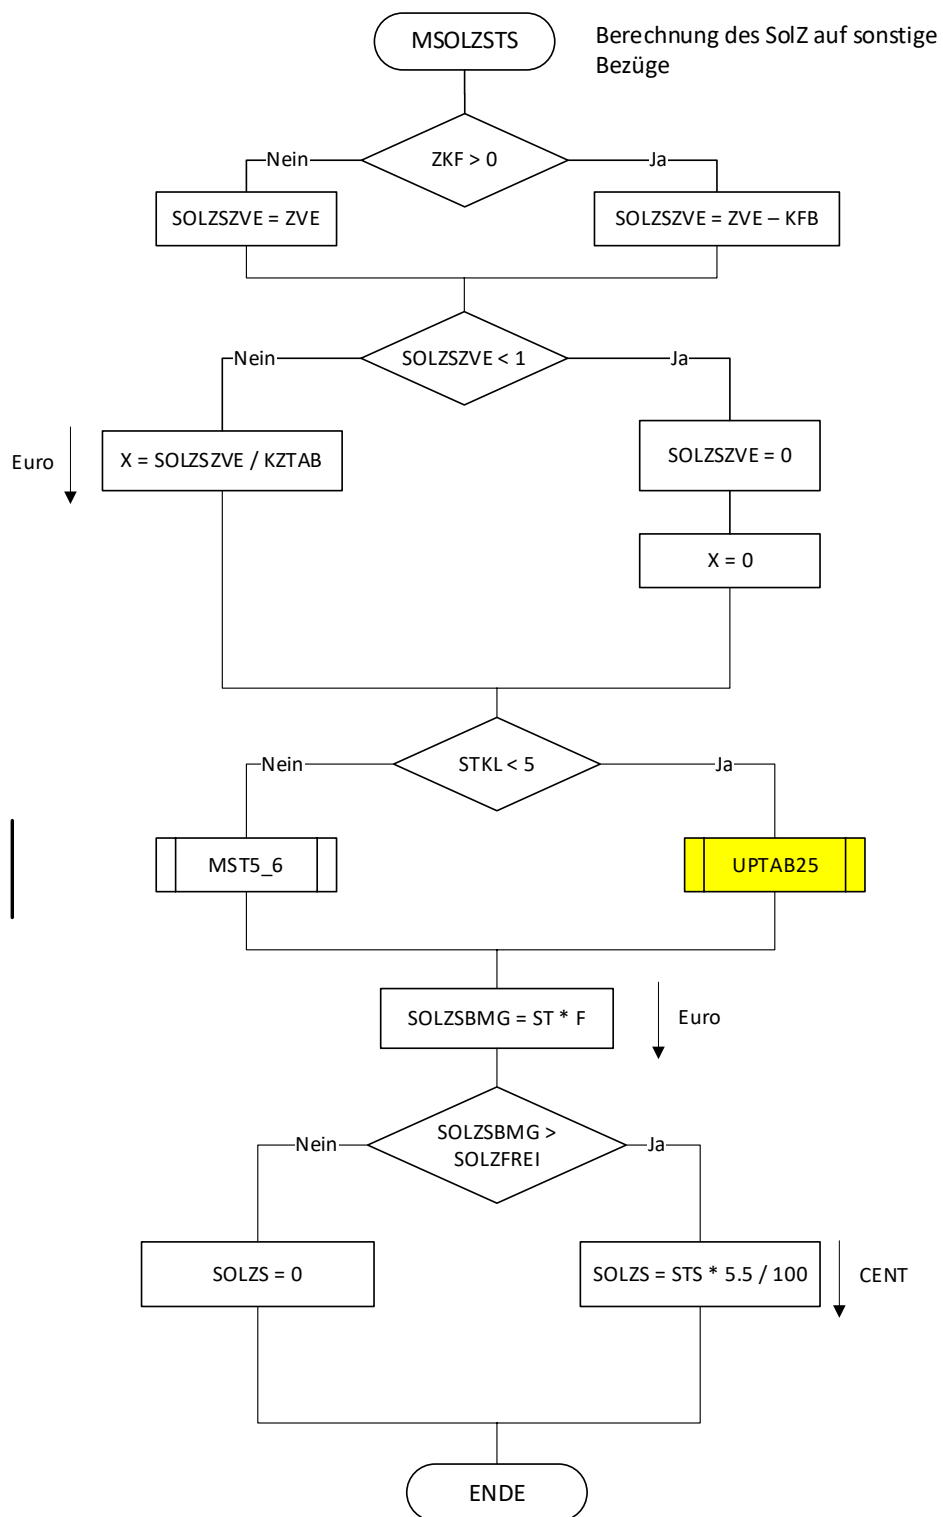 MSOLZSTS
Berechnung des SolZ auf sonstige
Bezüge
ZKF > 0
Nein
Ja
SOLZSZVE = ZVE
SOLZSZVE = ZVE – KFB
SOLZSZVE < 1
Nein
Ja
Euro
X = SOLZSZVE / KZTAB
SOLZSZVE = 0
X = 0
STKL < 5
Nein
Ja
MST5_6
UPTAB25
SOLZSBMG = ST * F
Euro
SOLZSBMG >
SOLZFREI
Nein
Ja
SOLZS = 0
SOLZS = STS * 5.5 / 100
CENT
ENDE